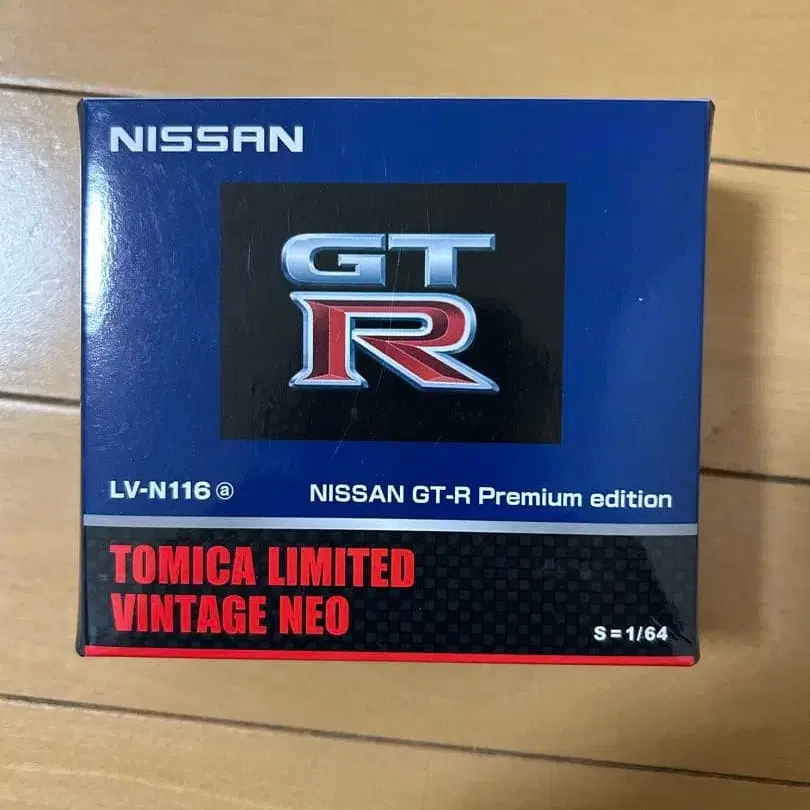 NISSAN
GT
R
LV-N116 ⓐ
NISSAN GT-R Premium edition
TOMICA LIMITED
VINTAGE NEO
S=1/64